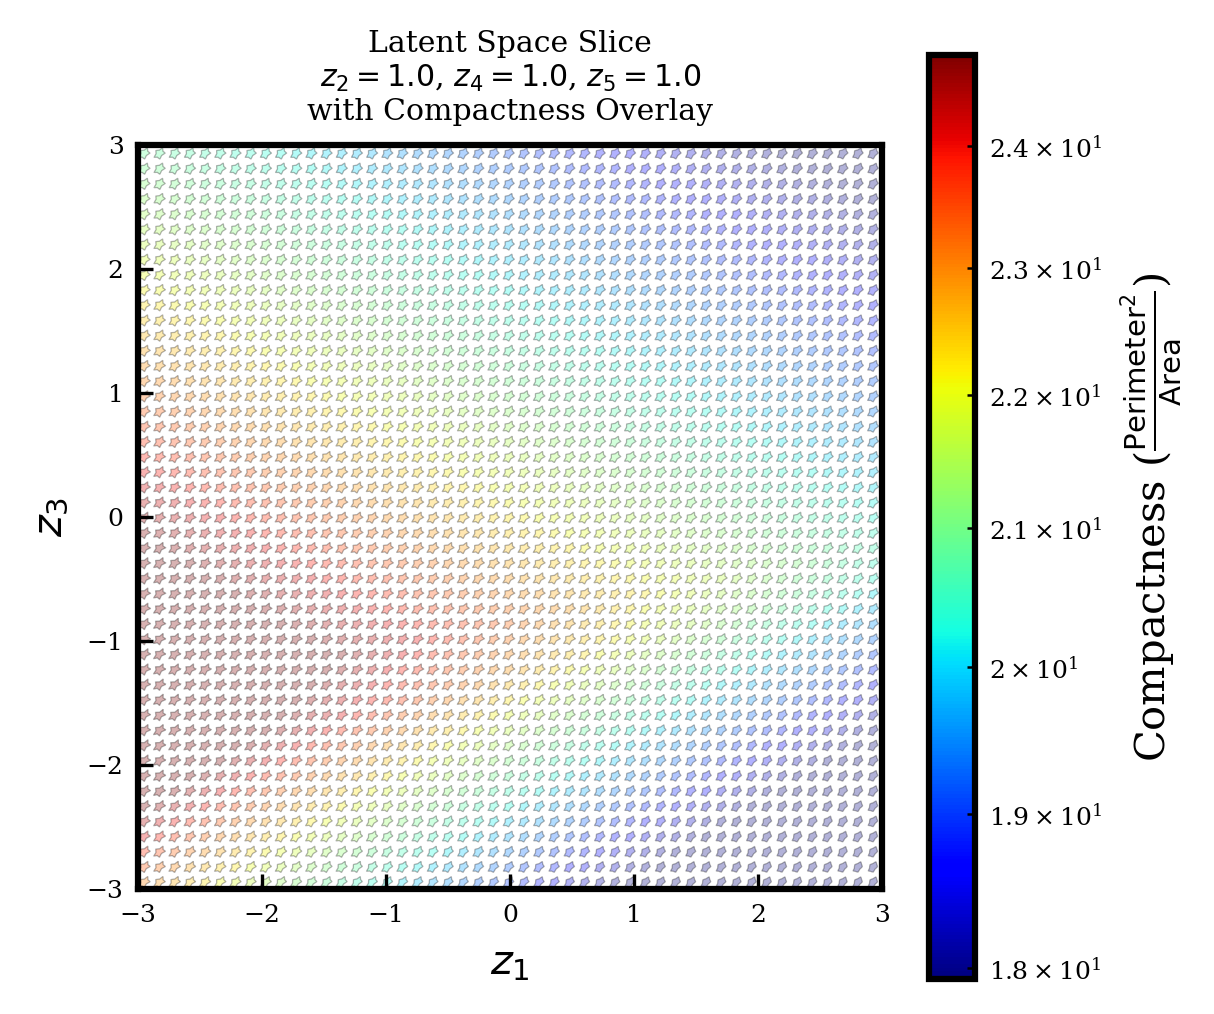 Latent Space Slice
z₂ = 1.0, z₄ = 1.0, z₅ = 1.0
with Compactness Overlay
3
2
1
0
−1
−2
−3
z₃
−3
−2
−1
0
1
2
3
z₁
2.4 × 10¹
2.3 × 10¹
2.2 × 10¹
2.1 × 10¹
2 × 10¹
1.9 × 10¹
1.8 × 10¹
Compactness (Perimeter²/Area)